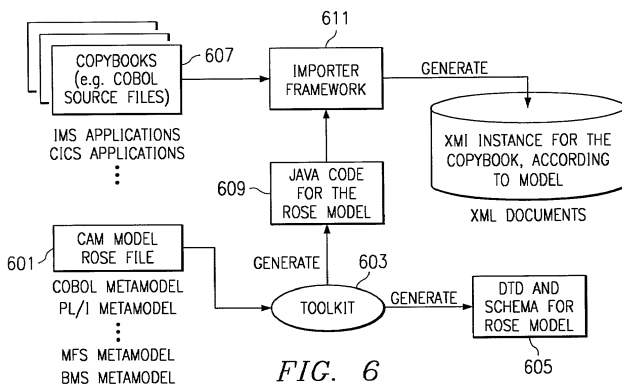 611
607
COPYBOOKS
(e.g. COBOL
SOURCE FILES)
IMPORTER
FRAMEWORK
GENERATE
IMS APPLICATIONS
CICS APPLICATIONS
XMI INSTANCE FOR THE
COPYBOOK, ACCORDING
TO MODEL
XML DOCUMENTS
609
JAVA CODE
FOR THE
ROSE MODEL
601
CAM MODEL
ROSE FILE
GENERATE
603
COBOL METAMODEL
PL/I METAMODEL
TOOLKIT
GENERATE
DTD AND
SCHEMA FOR
ROSE MODEL
605
MFS METAMODEL
BMS METAMODEL
FIG. 6